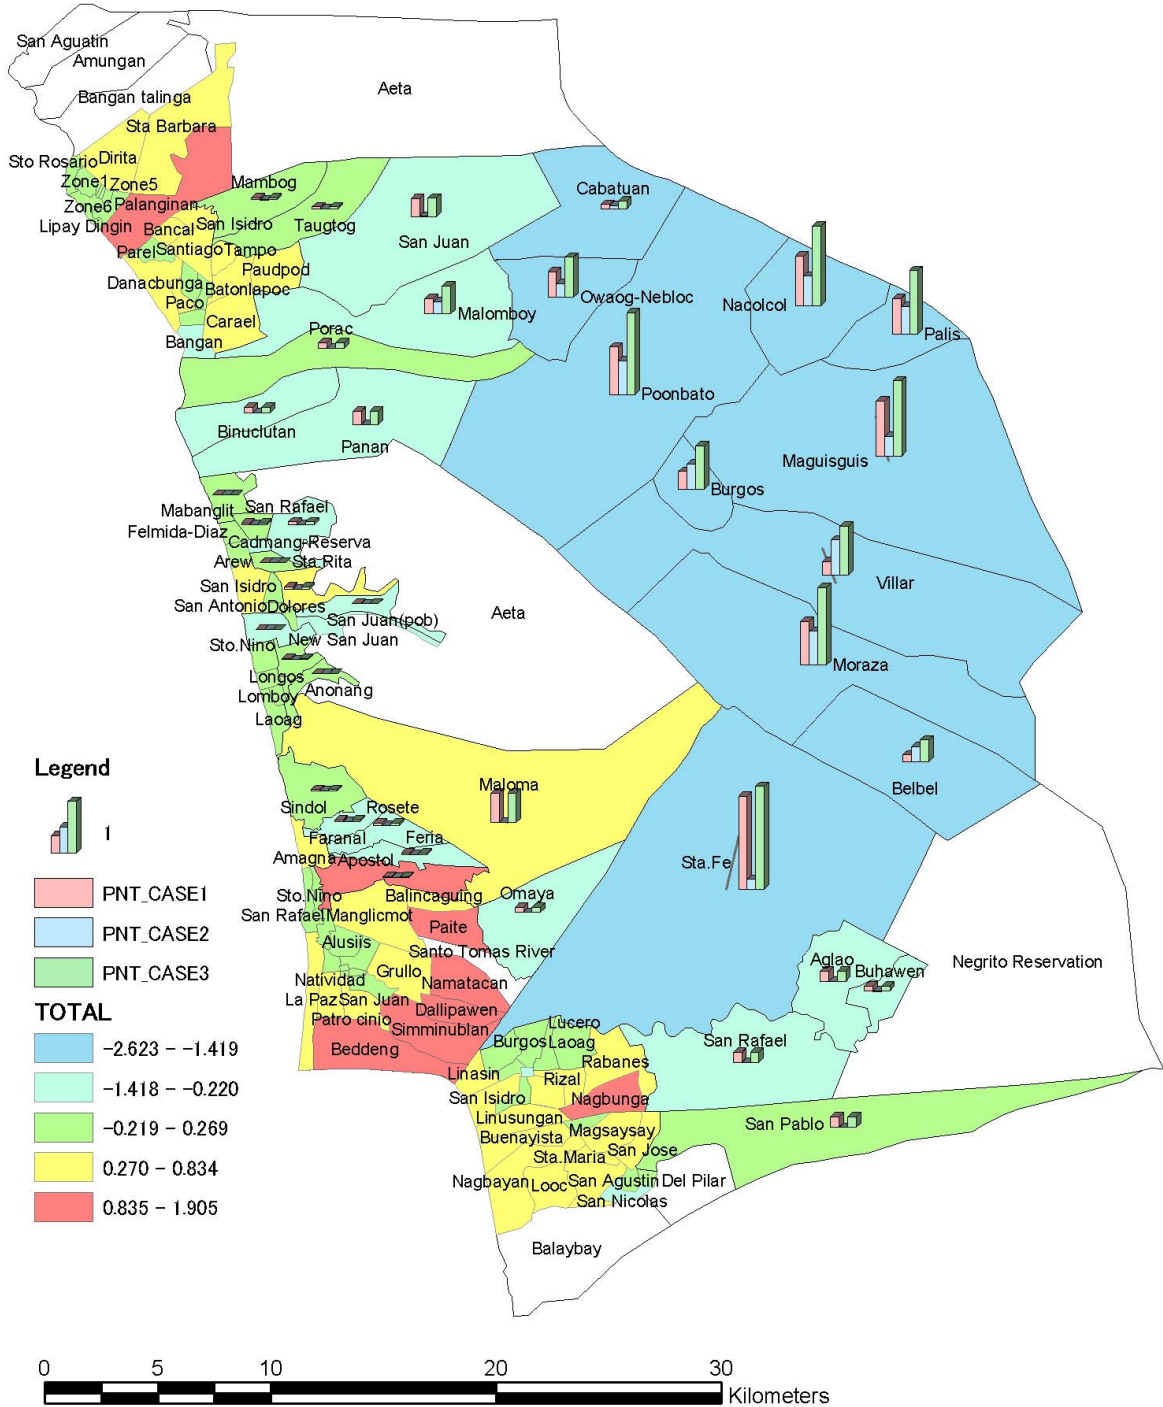 San Aguatin
Amungan
Aeta
Bangan talinga
Sta Barbara
Sto Rosario
Dirita
Zone1
Zone5
Mambog
Cabatuan
Zone6
Palanginan
Lipay Dingin
Bancal
San Isidro
Taugtog
San Juan
Parel
Santiago
Tampo
Paudpod
Danacbunga
Batonlapoc
Owaog-Nebloc
Nacolcol
Paco
Carael
Malomboy
Palis
Bangan
Porac
Poonbato
Binuclutan
Panan
Maguisguis
Burgos
Mabanglit
San Rafael
Felmida-Diaz
Cadmang-Reserva
Arew
Sta.Rita
San Isidro
Villar
San Antonio
Dolores
Aeta
San Juan(pob)
Sto.Nino
New San Juan
Moraza
Longos
Anonang
Lomboy
Laoag
Legend
1
PNT_CASE1
PNT_CASE2
PNT_CASE3
TOTAL
-2.623 - -1.419
-1.418 - -0.220
-0.219 - 0.269
0.270 - 0.834
0.835 - 1.905
Maloma
Belbel
Sindol
Rosete
Faranal
Feria
Amagna
Apostol
Sta.Fe
Sto.Nino
Balincaguing
Omaya
San Rafael
Manglicmot
Paite
Alusiis
Santo Tomas River
Aglao
Negrito Reservation
Grullo
Buhawen
Natividad
Namatacan
La Paz
San Juan
Dallipawen
Patro cinio
Simminublan
Lucero
Beddeng
Burgos
Laoag
San Rafael
Rabanes
Linasin
Rizal
San Isidro
Nagbunga
Linusungan
San Pablo
Buenayista
Magsaysay
Sta.Maria
San Jose
Nagbayan
Looc
San Agustin
Del Pilar
San Nicolas
Balaybay
0 5 10 20 30
Kilometers